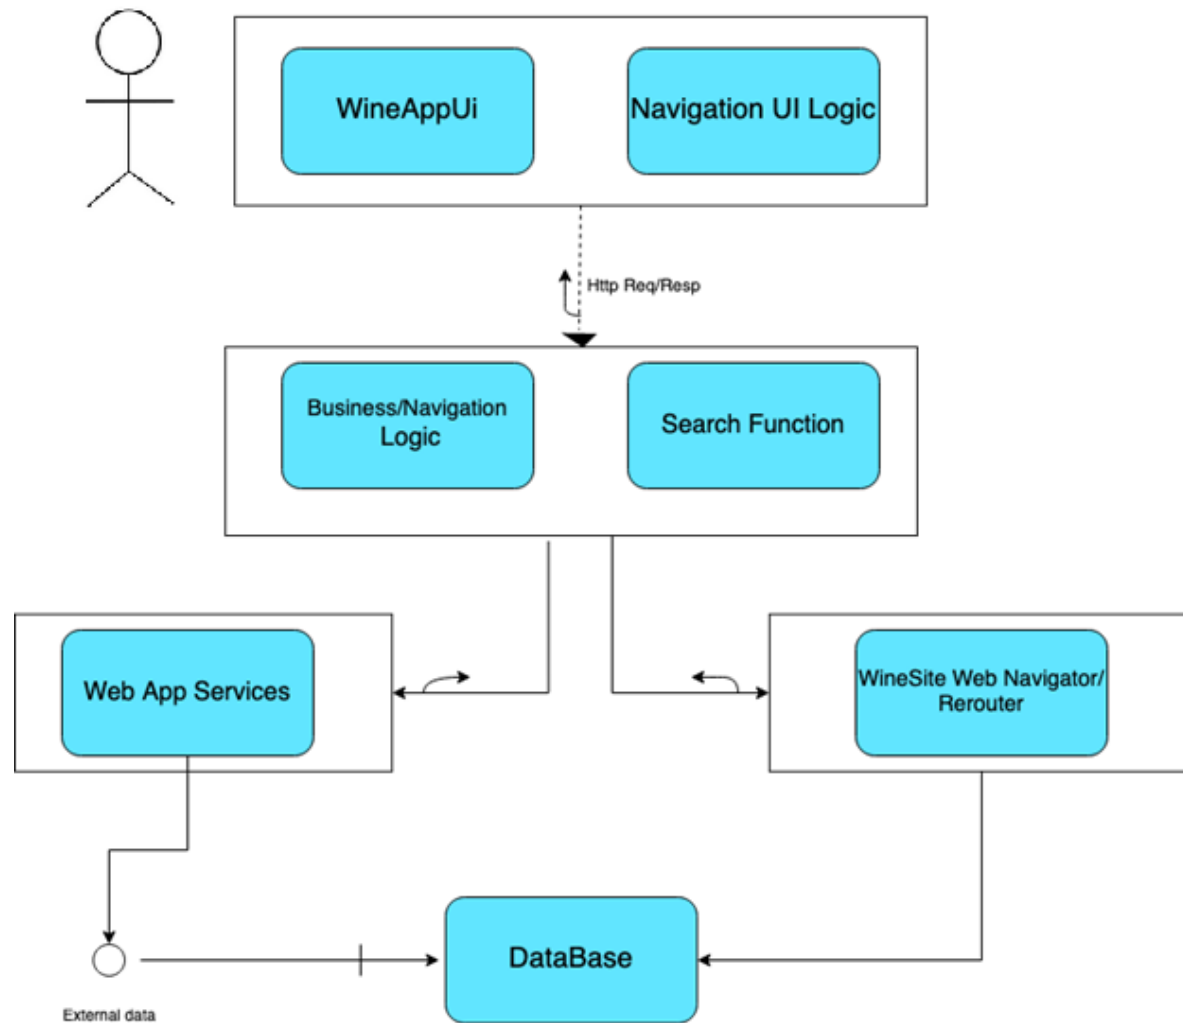 WineAppUi
Navigation UI Logic
Http Req/Resp
Business/Navigation
Logic
Search Function
Web App Services
WineSite Web Navigator/
Rerouter
DataBase
External data